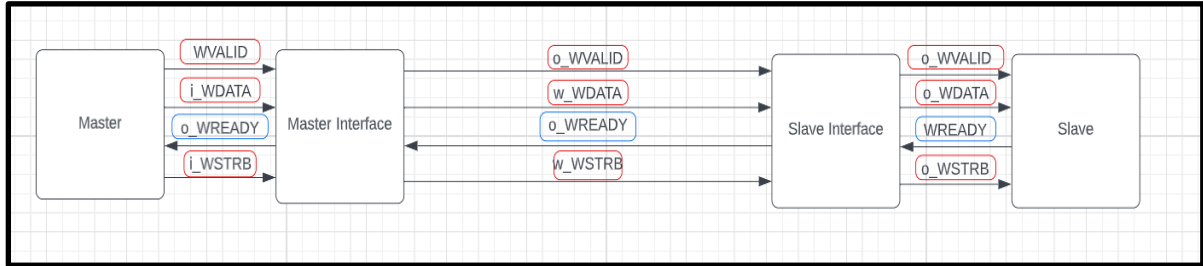 WVALID
i_WDATA
o_WREADY
i_WSTRB
Master
Master Interface
o_WVALID
w_WDATA
o_WREADY
w_WSTRB
Slave Interface
o_WVALID
o_WDATA
WREADY
o_WSTRB
Slave